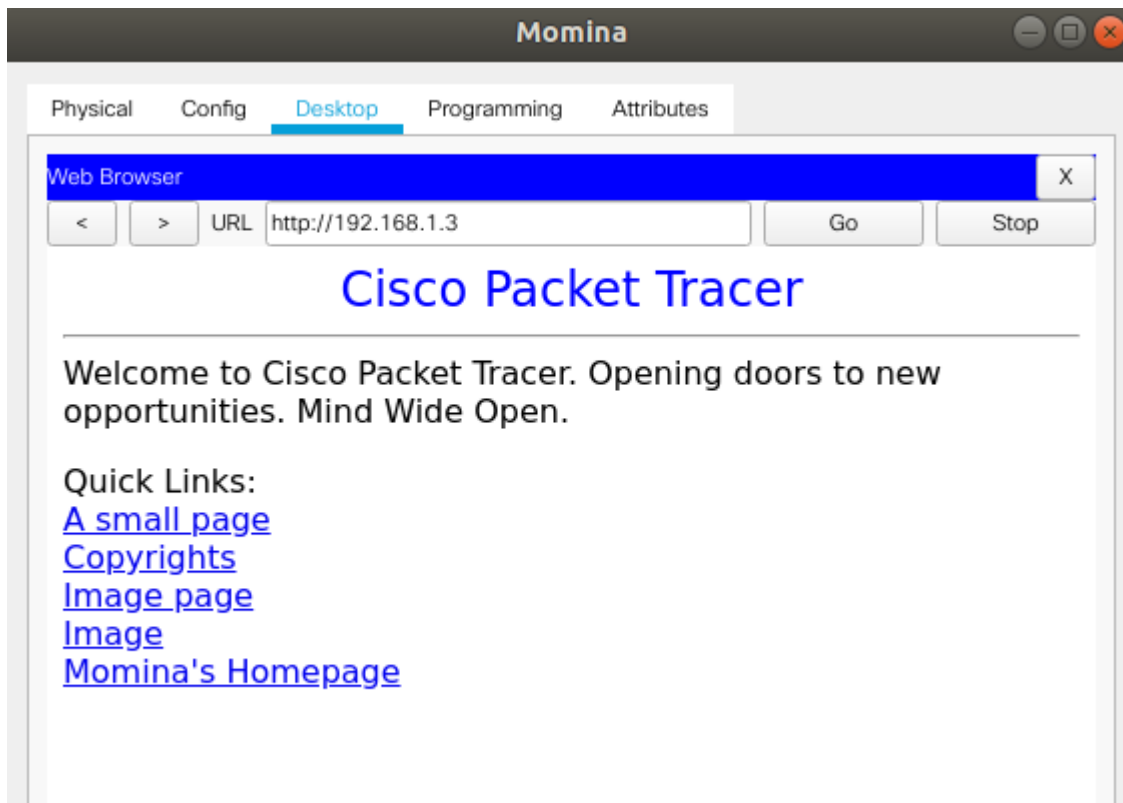 Momina
Physical Config Desktop Programming Attributes
Web Browser X
< > URL http://192.168.1.3 Go Stop
Cisco Packet Tracer
Welcome to Cisco Packet Tracer. Opening doors to new
opportunities. Mind Wide Open.
Quick Links:
A small page
Copyrights
Image page
Image
Momina's Homepage